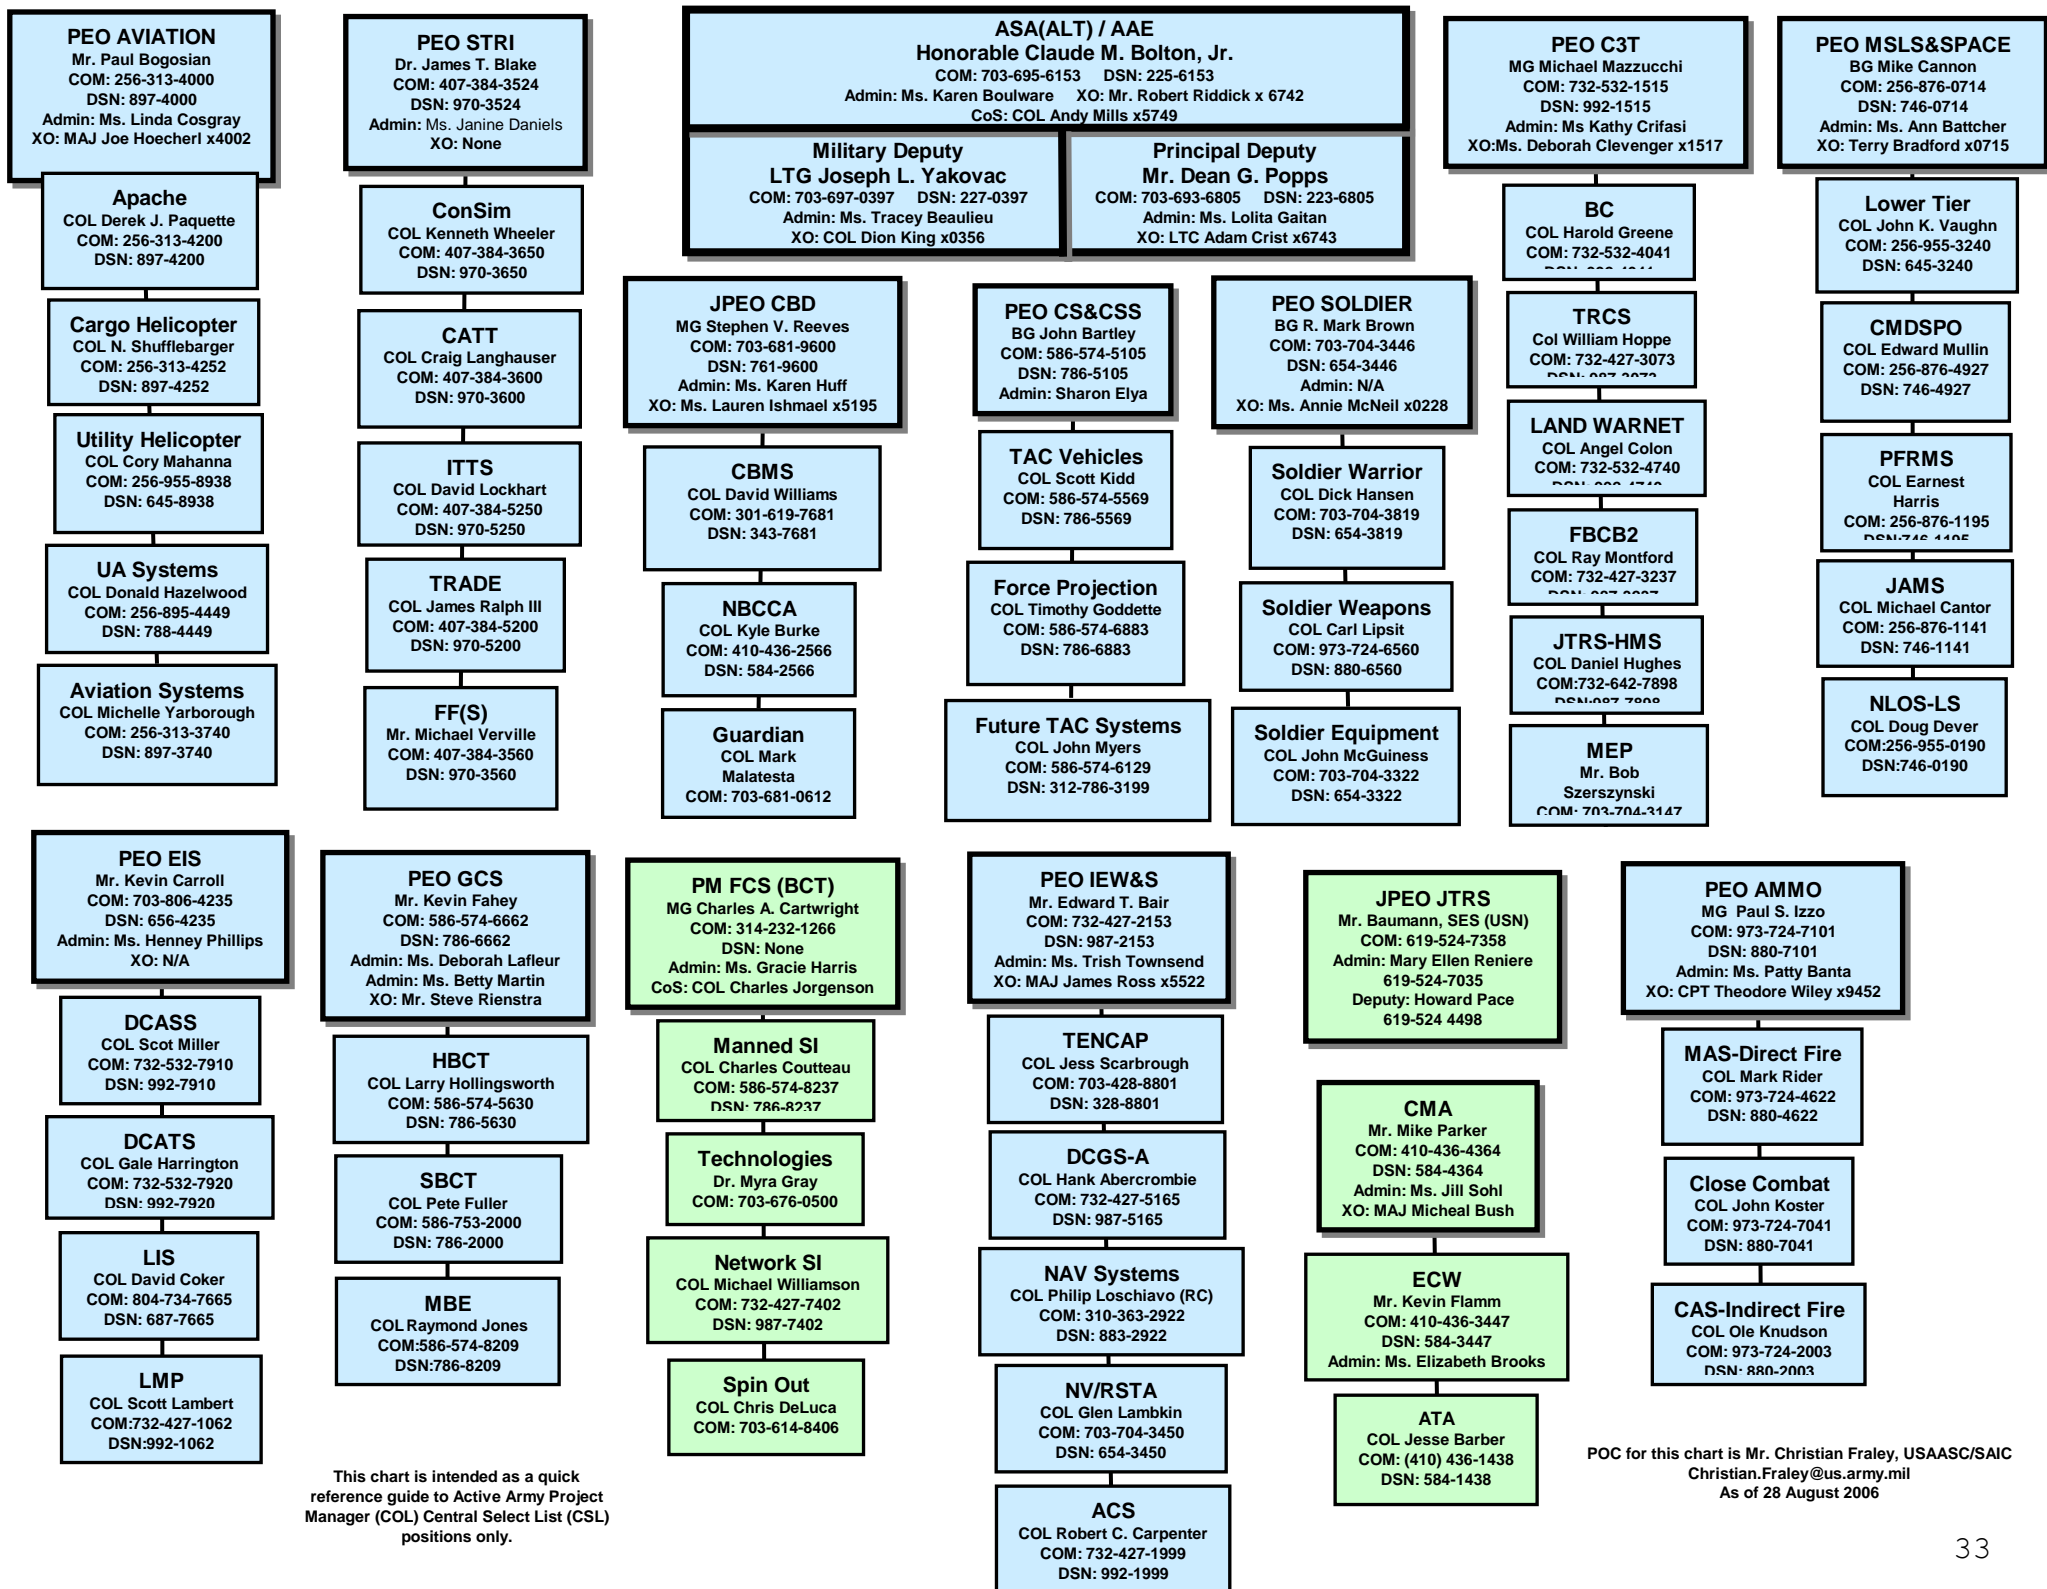 PEO AVIATION
Mr. Paul Bogosian
COM: 256-313-4000
DSN: 897-4000
Admin: Ms. Linda Cosgray
XO: MAJ Joe Hoecherl x4002
Apache
COL Derek J. Paquette
COM: 256-313-4200
DSN: 897-4200
Cargo Helicopter
COL N. Shufflebarger
COM: 256-313-4252
DSN: 897-4252
Utility Helicopter
COL Cory Mahanna
COM: 256-955-8938
DSN: 645-8938
UA Systems
COL Donald Hazelwood
COM: 256-895-4449
DSN: 788-4449
Aviation Systems
COL Michelle Yarborough
COM: 256-313-3740
DSN: 897-3740
PEO STRI
Dr. James T. Blake
COM: 407-384-3524
DSN: 970-3524
Admin: Ms. Janine Daniels
XO: None
ConSim
COL Kenneth Wheeler
COM: 407-384-3650
DSN: 970-3650
CATT
COL Craig Langhauser
COM: 407-384-3600
DSN: 970-3600
ITTS
COL David Lockhart
COM: 407-384-5250
DSN: 970-5250
TRADE
COL James Ralph III
COM: 407-384-5200
DSN: 970-5200
FF(S)
Mr. Michael Verville
COM: 407-384-3560
DSN: 970-3560
ASA(ALT) / AAE
Honorable Claude M. Bolton, Jr.
COM: 703-695-6153 DSN: 225-6153
Admin: Ms. Karen Boulware XO: Mr. Robert Riddick x 6742
CoS: COL Andy Mills x5749
Military Deputy
LTG Joseph L. Yakovac
COM: 703-697-0397 DSN: 227-0397
Admin: Ms. Tracey Beaulieu
XO: COL Dion King x0356
Principal Deputy
Mr. Dean G. Popps
COM: 703-693-6805 DSN: 223-6805
Admin: Ms. Lolita Gaitan
XO: LTC Adam Crist x6743
JPEO CBD
MG Stephen V. Reeves
COM: 703-681-9600
DSN: 761-9600
Admin: Ms. Karen Huff
XO: Ms. Lauren Ishmael x5195
CBMS
COL David Williams
COM: 301-619-7681
DSN: 343-7681
NBCCA
COL Kyle Burke
COM: 410-436-2566
DSN: 584-2566
Guardian
COL Mark
Malatesta
COM: 703-681-0612
PEO CS&CSS
BG John Bartley
COM: 586-574-5105
DSN: 786-5105
Admin: Sharon Elya
TAC Vehicles
COL Scott Kidd
COM: 586-574-5569
DSN: 786-5569
Force Projection
COL Timothy Goddette
COM: 586-574-6883
DSN: 786-6883
Future TAC Systems
COL John Myers
COM: 586-574-6129
DSN: 312-786-3199
PEO SOLDIER
BG R. Mark Brown
COM: 703-704-3446
DSN: 654-3446
Admin: N/A
XO: Ms. Annie McNeil x0228
Soldier Warrior
COL Dick Hansen
COM: 703-704-3819
DSN: 654-3819
Soldier Weapons
COL Carl Lipsit
COM: 973-724-6560
DSN: 880-6560
Soldier Equipment
COL John McGuiness
COM: 703-704-3322
DSN: 654-3322
PEO C3T
MG Michael Mazzucchi
COM: 732-532-1515
DSN: 992-1515
Admin: Ms Kathy Crifasi
XO:Ms. Deborah Clevenger x1517
BC
COL Harold Greene
COM: 732-532-4041
TRCS
Col William Hoppe
COM: 732-427-3073
DSN: 987-3073
LAND WARNET
COL Angel Colon
COM: 732-532-4740
FBCB2
COL Ray Montford
COM: 732-427-3237
JTRS-HMS
COL Daniel Hughes
COM:732-642-7898
DSN:987-7898
MEP
Mr. Bob
Szerszynski
COM: 703-704-3147
PEO MSLS&SPACE
BG Mike Cannon
COM: 256-876-0714
DSN: 746-0714
Admin: Ms. Ann Battcher
XO: Terry Bradford x0715
Lower Tier
COL John K. Vaughn
COM: 256-955-3240
DSN: 645-3240
CMDSPO
COL Edward Mullin
COM: 256-876-4927
DSN: 746-4927
PFRMS
COL Earnest
Harris
COM: 256-876-1195
DSN:746-1195
JAMS
COL Michael Cantor
COM: 256-876-1141
DSN: 746-1141
NLOS-LS
COL Doug Dever
COM:256-955-0190
DSN:746-0190
PEO EIS
Mr. Kevin Carroll
COM: 703-806-4235
DSN: 656-4235
Admin: Ms. Henney Phillips
XO: N/A
DCASS
COL Scot Miller
COM: 732-532-7910
DSN: 992-7910
DCATS
COL Gale Harrington
COM: 732-532-7920
DSN: 992-7920
LIS
COL David Coker
COM: 804-734-7665
DSN: 687-7665
LMP
COL Scott Lambert
COM:732-427-1062
DSN:992-1062
PEO GCS
Mr. Kevin Fahey
COM: 586-574-6662
DSN: 786-6662
Admin: Ms. Deborah Lafleur
Admin: Ms. Betty Martin
XO: Mr. Steve Rienstra
HBCT
COL Larry Hollingsworth
COM: 586-574-5630
DSN: 786-5630
SBCT
COL Pete Fuller
COM: 586-753-2000
DSN: 786-2000
MBE
COL Raymond Jones
COM:586-574-8209
DSN:786-8209
This chart is intended as a quick
reference guide to Active Army Project
Manager (COL) Central Select List (CSL)
positions only.
PM FCS (BCT)
MG Charles A. Cartwright
COM: 314-232-1266
DSN: None
Admin: Ms. Gracie Harris
CoS: COL Charles Jorgenson
Manned SI
COL Charles Coutteau
COM: 586-574-8237
DSN: 786-8237
Technologies
Dr. Myra Gray
COM: 703-676-0500
Network SI
COL Michael Williamson
COM: 732-427-7402
DSN: 987-7402
Spin Out
COL Chris DeLuca
COM: 703-614-8406
PEO IEW&S
Mr. Edward T. Bair
COM: 732-427-2153
DSN: 987-2153
Admin: Ms. Trish Townsend
XO: MAJ James Ross x5522
TENCAP
COL Jess Scarbrough
COM: 703-428-8801
DSN: 328-8801
DCGS-A
COL Hank Abercrombie
COM: 732-427-5165
DSN: 987-5165
NAV Systems
COL Philip Loschiavo (RC)
COM: 310-363-2922
DSN: 883-2922
NV/RSTA
COL Glen Lambkin
COM: 703-704-3450
DSN: 654-3450
ACS
COL Robert C. Carpenter
COM: 732-427-1999
DSN: 992-1999
JPEO JTRS
Mr. Baumann, SES (USN)
COM: 619-524-7358
Admin: Mary Ellen Reniere
619-524-7035
Deputy: Howard Pace
619-524 4498
CMA
Mr. Mike Parker
COM: 410-436-4364
DSN: 584-4364
Admin: Ms. Jill Sohl
XO: MAJ Micheal Bush
ECW
Mr. Kevin Flamm
COM: 410-436-3447
DSN: 584-3447
Admin: Ms. Elizabeth Brooks
ATA
COL Jesse Barber
COM: (410) 436-1438
DSN: 584-1438
PEO AMMO
MG Paul S. Izzo
COM: 973-724-7101
DSN: 880-7101
Admin: Ms. Patty Banta
XO: CPT Theodore Wiley x9452
MAS-Direct Fire
COL Mark Rider
COM: 973-724-4622
DSN: 880-4622
Close Combat
COL John Koster
COM: 973-724-7041
DSN: 880-7041
CAS-Indirect Fire
COL Ole Knudson
COM: 973-724-2003
DSN: 880-2003
POC for this chart is Mr. Christian Fraley, USAASC/SAIC
Christian.Fraley@us.army.mil
As of 28 August 2006
33